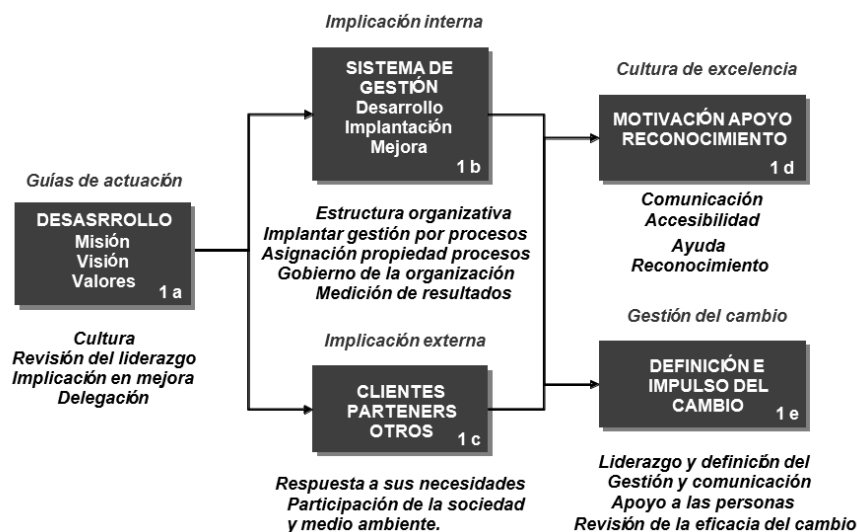 Guías de actuación
DESASRROLLO
Misión
Visión
Valores
1 a
Cultura
Revisión del liderazgo
Implicación en mejora
Delegación
Implicación interna
SISTEMA DE
GESTIÓN
Desarrollo
Implantación
Mejora
1 b
Estructura organizativa
Implantar gestión por procesos
Asignación propiedad procesos
Gobierno de la organización
Medición de resultados
Implicación externa
CLIENTES
PARTENERS
OTROS
1 c
Respuesta a sus necesidades
Participación de la sociedad
y medio ambiente.
Cultura de excelencia
MOTIVACIÓN APOYO
RECONOCIMIENTO
1 d
Comunicación
Accesibilidad
Ayuda
Reconocimiento
Gestión del cambio
DEFINICIÓN E
IMPULSO DEL
CAMBIO
1 e
Liderazgo y definición del
Gestión y comunicación
Apoyo a las personas
Revisión de la eficacia del cambio